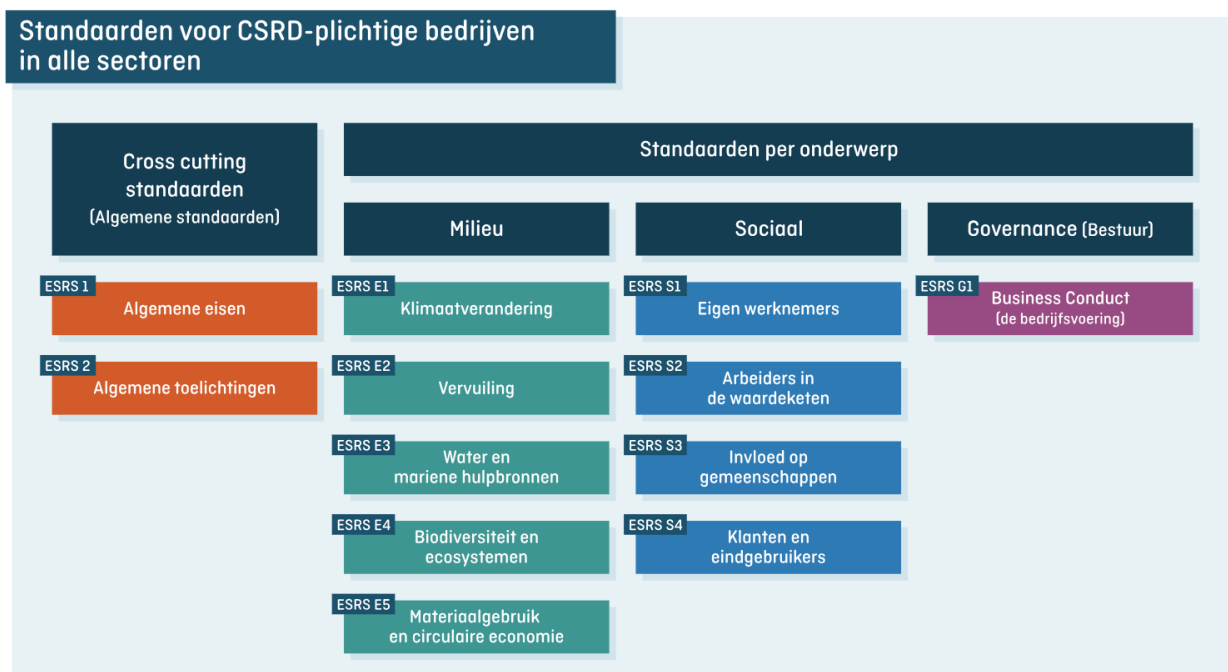 Standaarden voor CSRD-plichtige bedrijven
in alle sectoren
Cross cutting
standaarden
(Algemene standaarden)
Standaarden per onderwerp
Milieu
Sociaal
Governance (Bestuur)
ESRS 1
Algemene eisen
ESRS 2
Algemene toelichtingen
ESRS E1
Klimaatverandering
ESRS E2
Vervuiling
ESRS E3
Water en
mariene hulpbronnen
ESRS E4
Biodiversiteit en
ecosystemen
ESRS E5
Materiaalgebruik
en circulaire economie
ESRS S1
Eigen werknemers
ESRS S2
Arbeiders in
de waardeketen
ESRS S3
Invloed op
gemeenschappen
ESRS S4
Klanten en
eindgebruikers
ESRS G1
Business Conduct
(de bedrijfsvoering)